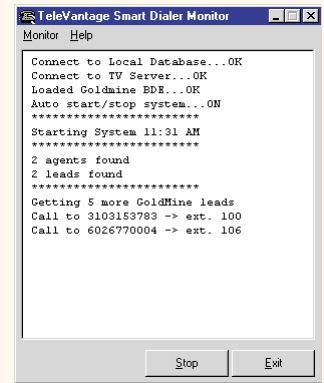 TeleVantage Smart Dialer Monitor
Monitor Help
Connect to Local Database...OK
Connect to TV Server...OK
Loaded Goldmine BDE...OK
Auto start/stop system...ON
************************
Starting System 11:31 AM
************************
2 agents found
2 leads found
************************
Getting 5 more GoldMine leads
Call to 3103153783 -> ext. 100
Call to 6026770004 -> ext. 106
Stop Exit